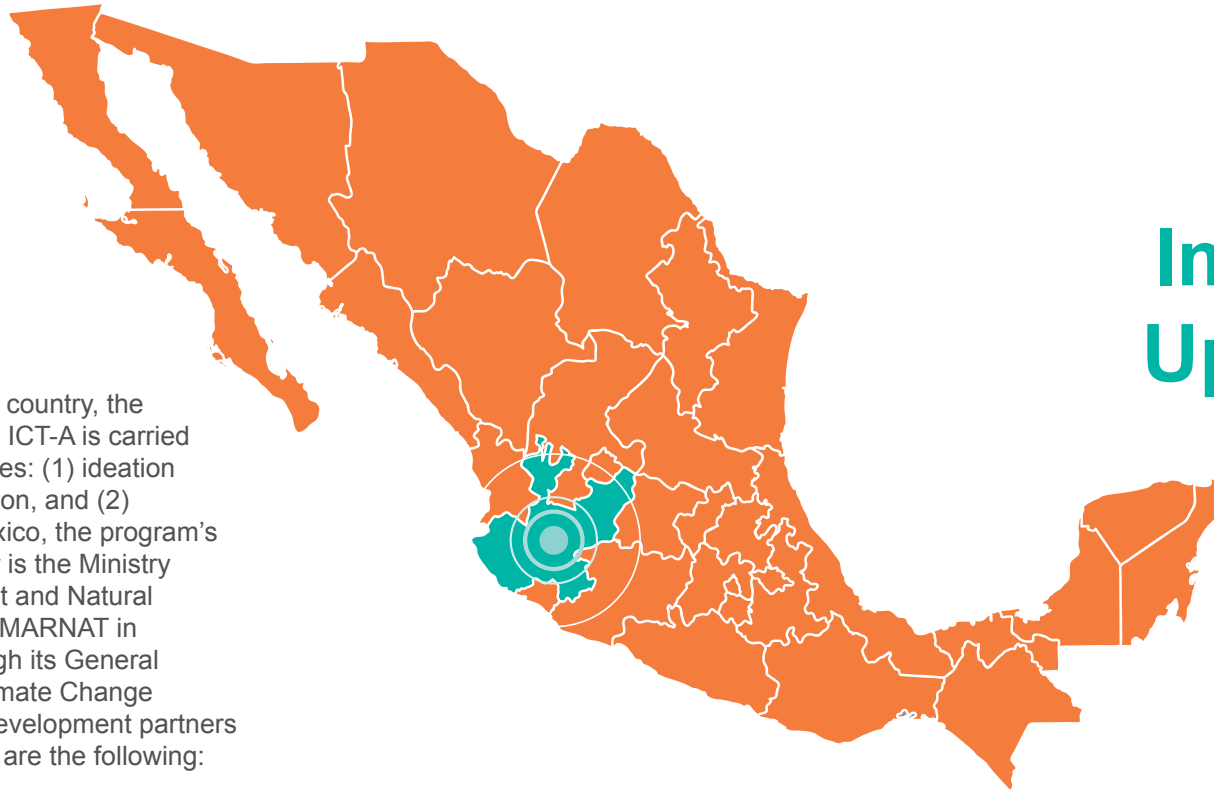 country, the
ICT-A is carried
es: (1) ideation
on, and (2)
xico, the program's
is the Ministry
t and Natural
MARNAT in
gh its General
mate Change
evelopment partners
are the following:
In
Up